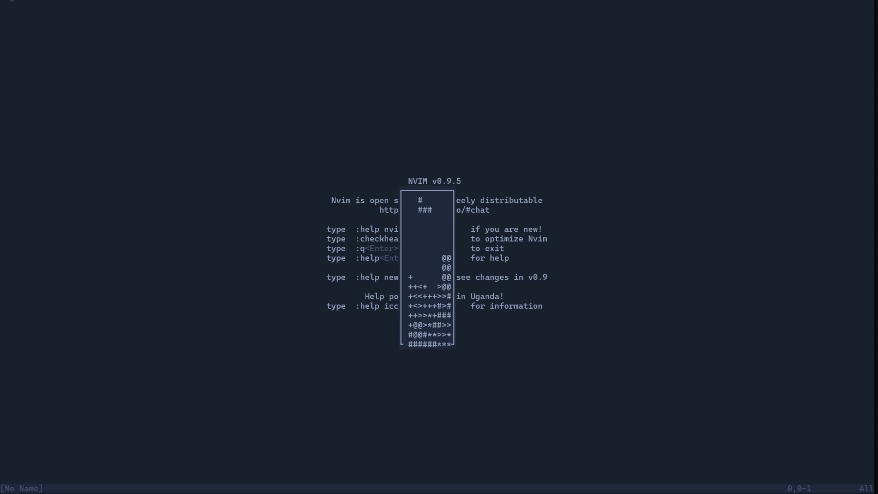 NVIM v0.9.5
Nvim is open s   #      eely distributable
http   ###     o/#chat
type  :help nvi            if you are new!
type  :checkhea            to optimize Nvim
type  :q<Enter>            to exit
type  :help<Ent         @@    for help
@@
type  :help new  +      @@ see changes in v0.9
++<+  >@@
Help po  +<<+++>># in Uganda!
type  :help icc  +<>+++#>#    for information
++>>*+###
+@@>*##>>
#@@#**>>*
######***
[No Name]                    0,0-1          All